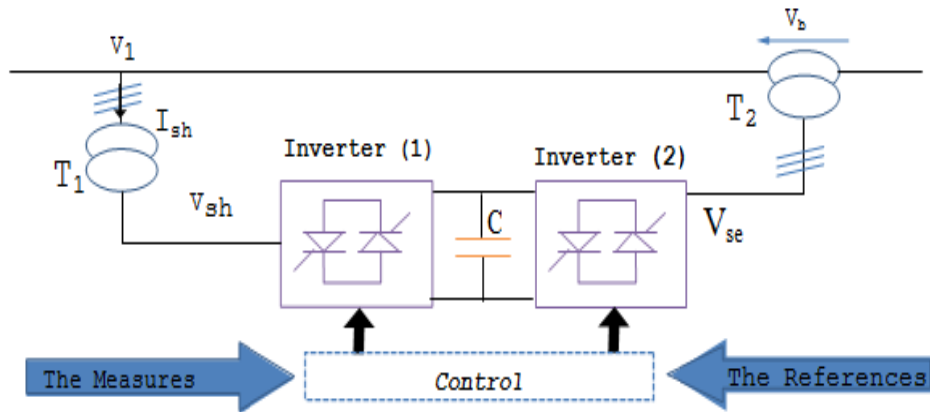 V1
Vb
Ish
T1
T2
Inverter (1)
Inverter (2)
Vsh
C
Vse
The Measures
Control
The References